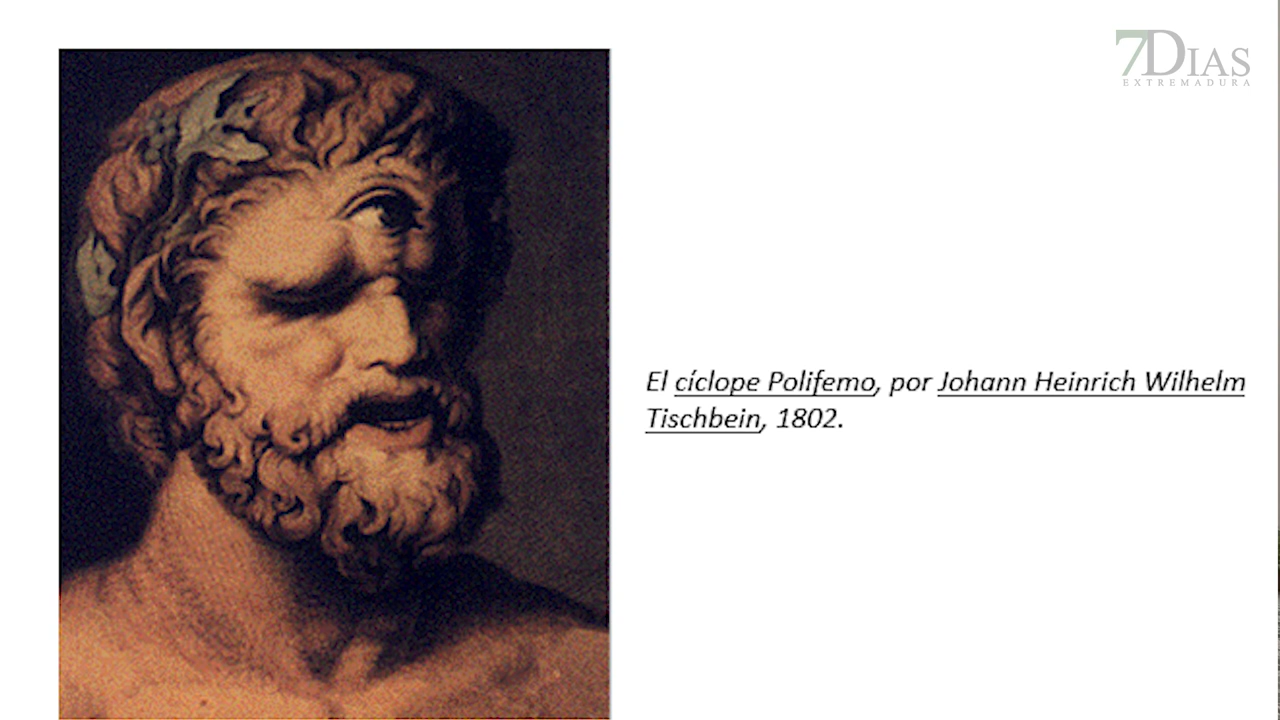 7DIAS
EXTREMADURA
El cíclope Polifemo, por Johann Heinrich Wilhelm
Tischbein, 1802.